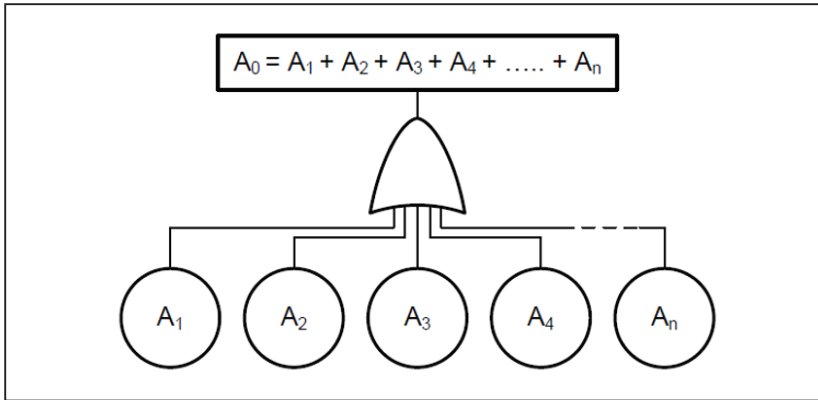 A₀ = A₁ + A₂ + A₃ + A₄ + ..... + Aₙ
A₁ A₂ A₃ A₄ Aₙ